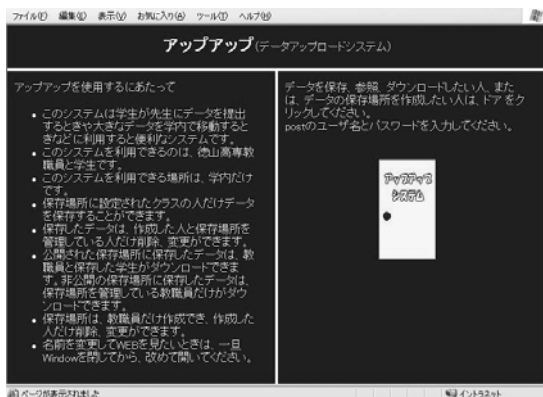 ファイル(F) 編集(E) 表示(V) お気に入り(A) ツール(T) ヘルプ(H)
アップアップ(データアップロードシステム)
アップアップを使用するにあたって
• このシステムは学生が先生にデータを提出
するときや大きなデータを学内で移動すると
きなどに利用すると便利なシステムです。
• このシステムを利用できるのは、徳山高専教
職員と学生です。
• このシステムを利用できる場所は、学内だけ
です。
• 保存場所に設定されたクラスの人だけデータ
を保存することができます。
• 保存したデータは、作成した人と保存場所を
管理している人だけ削除、変更ができます。
• 公開された保存場所に保存したデータは、教
職員と保存した学生がダウンロードできま
す。非公開の保存場所に保存したデータは、
保存場所を管理している教職員だけがダウ
ンロードできます。
• 保存場所は、教職員だけ作成でき、作成した
人だけ削除、変更ができます。
• 名前を変更してWEBを見たいときは、一旦
Windowを閉じてから、改めて開いてください。
データを保存、参照、ダウンロードしたい人、また
は、データの保存場所を作成したい人は、ドアをク
リックしてください。
postのユーザ名とパスワードを入力してください。
アップアップ
システム
ページが表示されました
イントラネット